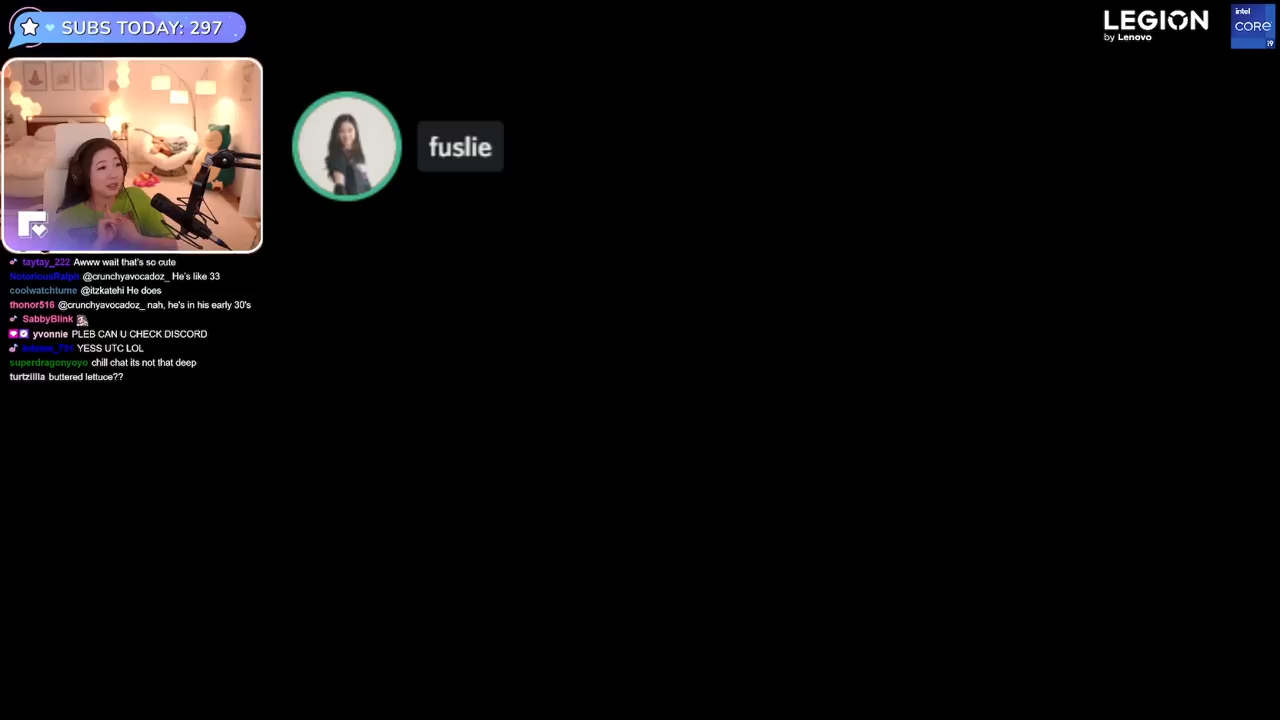 SUBS TODAY: 297
LEGION
by Lenovo
intel
CORE
i9
fuslie
taytay_222 Awww wait that's so cute
NotoriousRalph @crunchyavocadoz_ He's like 33
coolwatchtume @itzkatehi He does
thonor516 @crunchyavocadoz_ nah, he's in his early 30's
SabbyBlink
yvonnie PLEB CAN U CHECK DISCORD
YESS UTC LOL
superdragonyoyo chill chat its not that deep
turtzillla buttered lettuce??